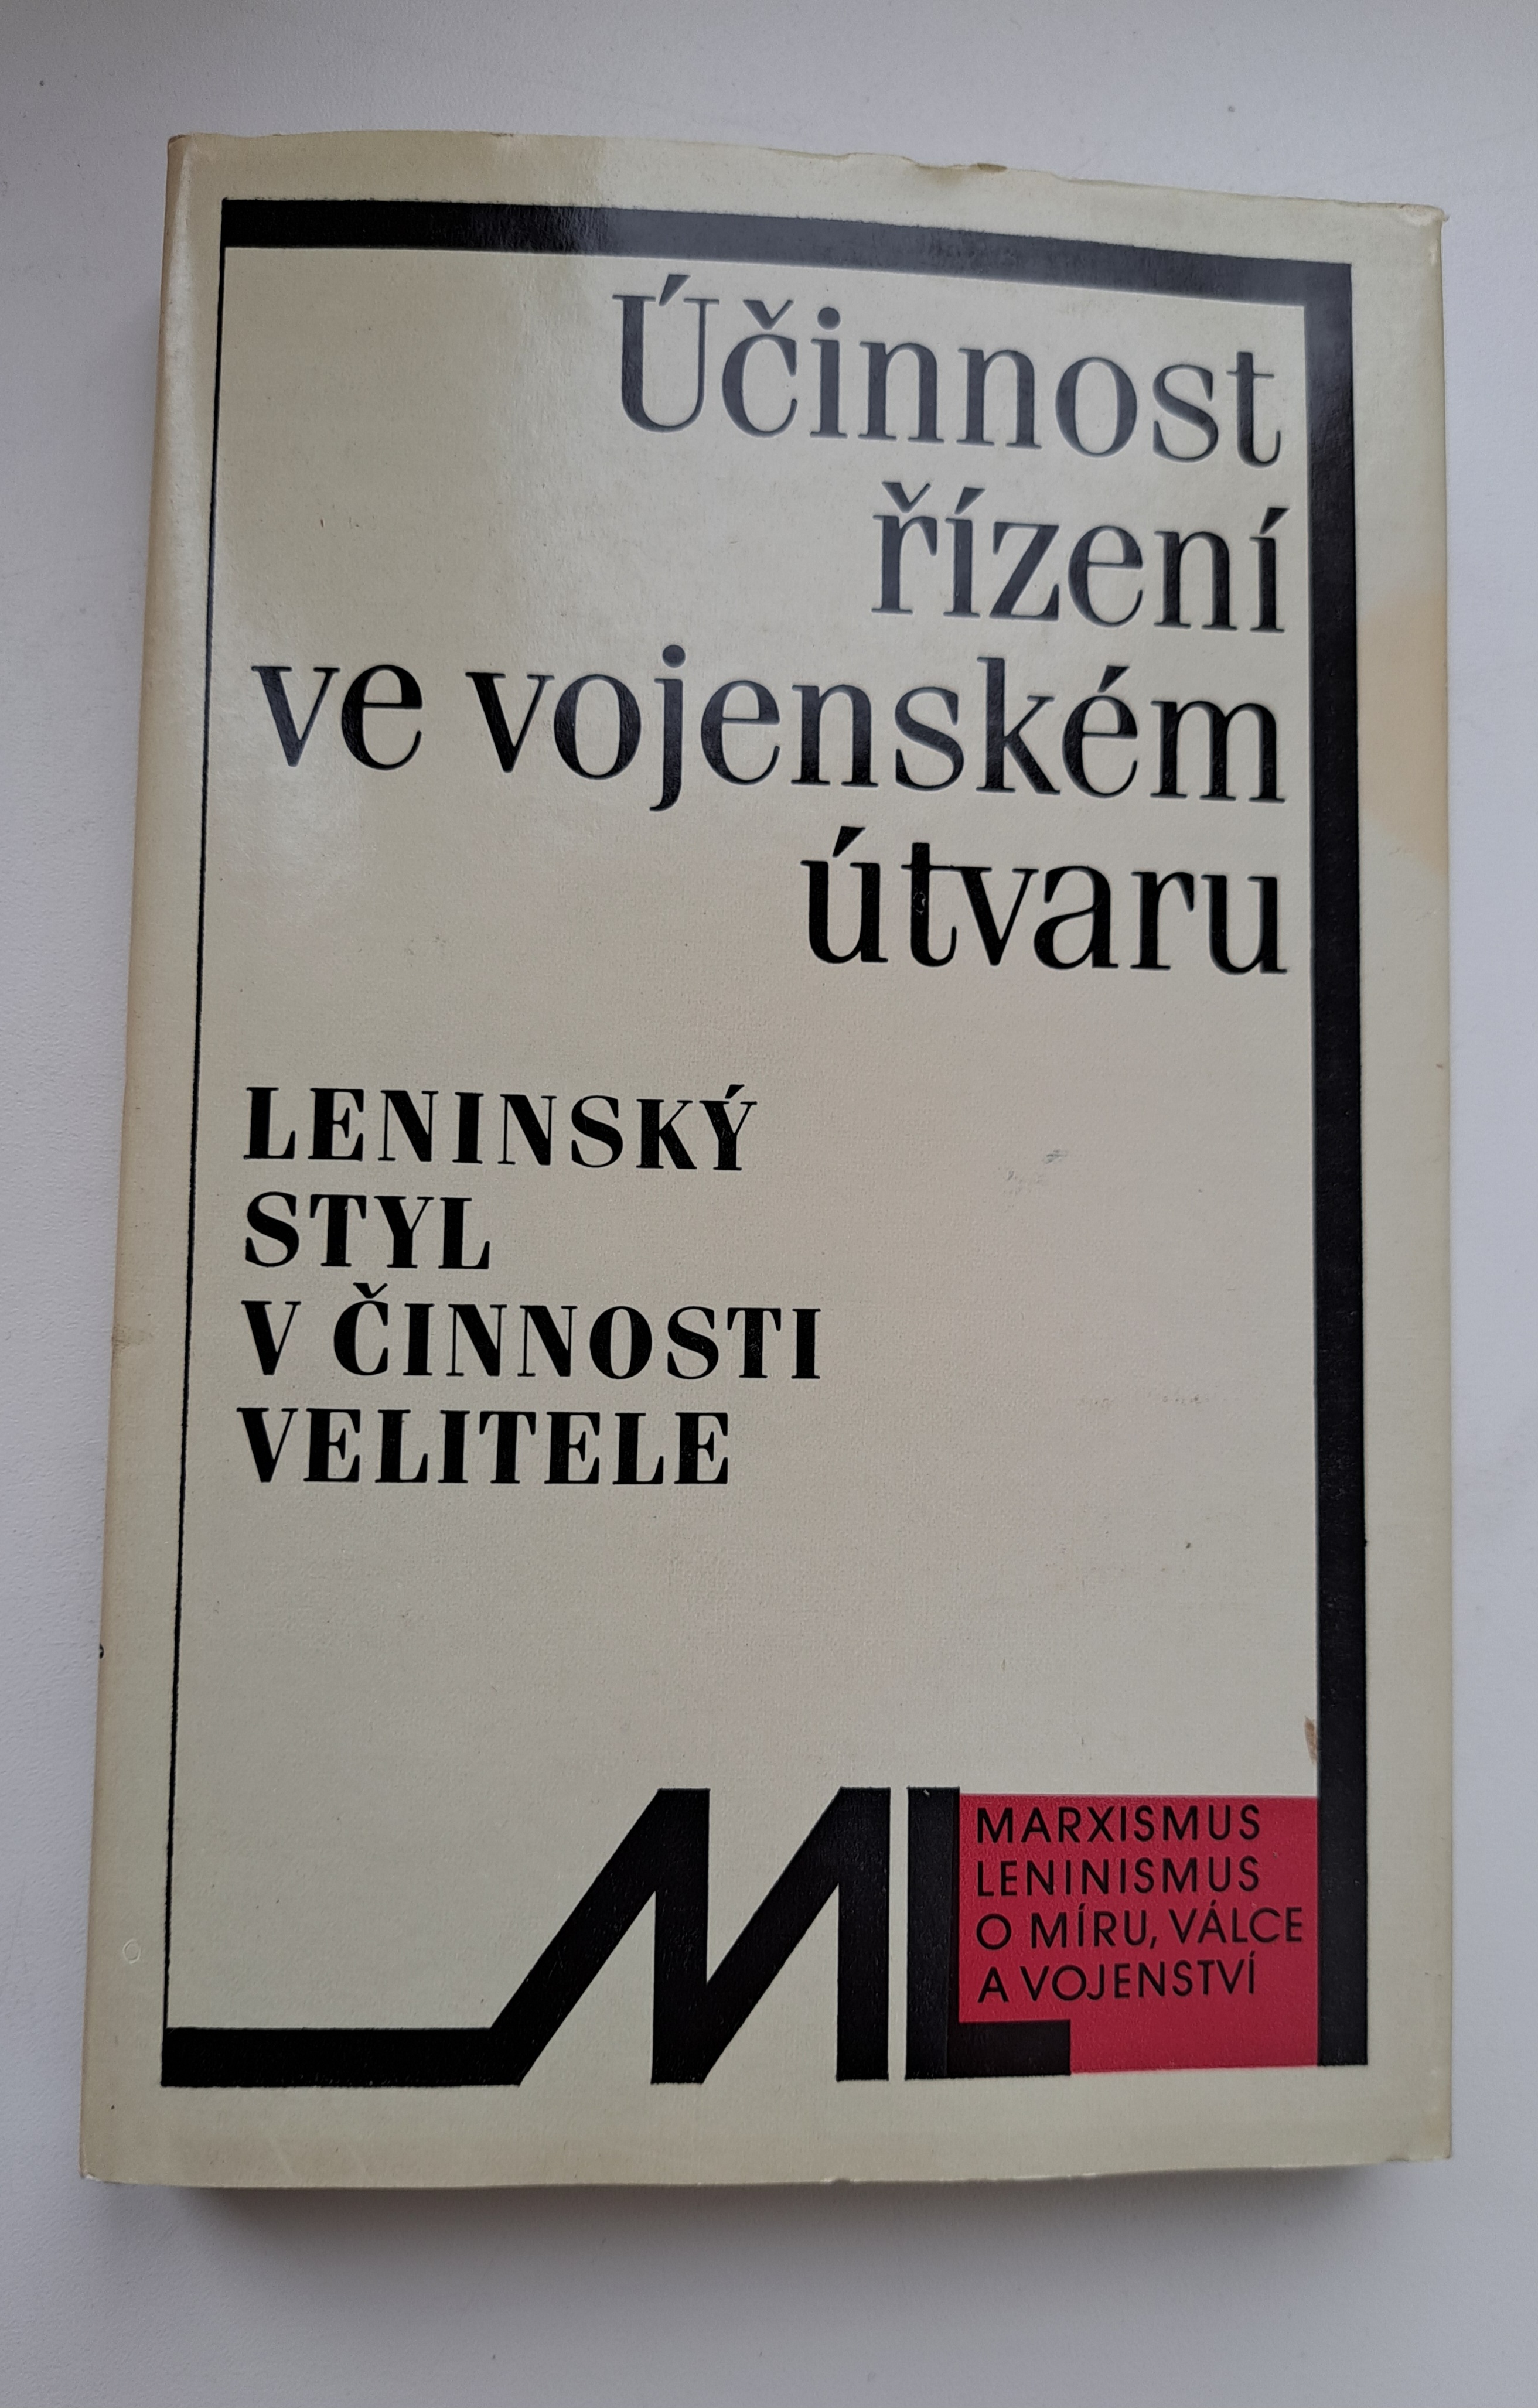 Účinnost
řízení
ve vojenském
útvaru
LENINSKÝ
STYL
V ČINNOSTI
VELITELE
ML
MARXISMUS
LENINISMUS
O MÍRU, VÁLCE
A VOJENSTVÍ